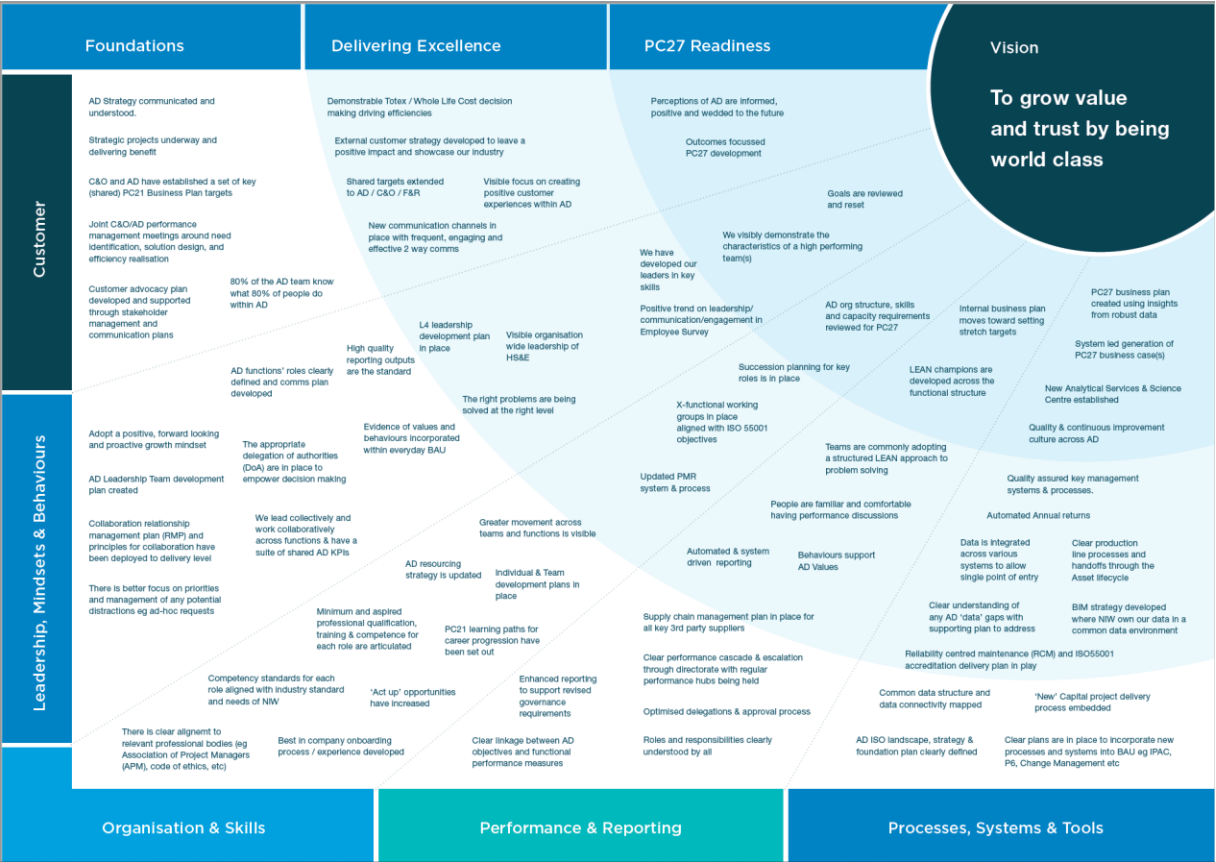 Foundations
Delivering Excellence
PC27 Readiness
Vision
To grow value
and trust by being
world class
Customer
AD Strategy communicated and
understood.
Strategic projects underway and
delivering benefit
C&O and AD have established a set of key
(shared) PC21 Business Plan targets
Joint C&O/AD performance
management meetings around need
identification, solution design, and
efficiency realisation
Customer advocacy plan
developed and supported
through stakeholder
management and
communication plans
80% of the AD team know
what 80% of people do
within AD
Demonstrable Totex / Whole Life Cost decision
making driving efficiencies
External customer strategy developed to leave a
positive impact and showcase our industry
Shared targets extended
to AD / C&O / F&R
Visible focus on creating
positive customer
experiences within AD
New communication channels in
place with frequent, engaging and
effective 2 way comms
Perceptions of AD are informed,
positive and wedded to the future
Outcomes focussed
PC27 development
Goals are reviewed
and reset
We visibly demonstrate the
characteristics of a high performing
team(s)
We have
developed our
leaders in key
skills
Positive trend on leadership/
communication/engagement in
Employee Survey
AD org structure, skills
and capacity requirements
reviewed for PC27
Internal business plan
moves toward setting
stretch targets
PC27 business plan
created using insights
from robust data
System led generation of
PC27 business case(s)
L4 leadership
development plan
in place
Visible organisation
wide leadership of
HS&E
High quality
reporting outputs
are the standard
AD functions' roles clearly
defined and comms plan
developed
Succession planning for key
roles is in place
LEAN champions are
developed across the
functional structure
New Analytical Services & Science
Centre established
The right problems are being
solved at the right level
X-functional working
groups in place
aligned with ISO 55001
objectives
Quality & continuous improvement
culture across AD
Leadership, Mindsets & Behaviours
Adopt a positive, forward looking
and proactive growth mindset
The appropriate
delegation of authorities
(DoA) are in place to
empower decision making
Evidence of values and
behaviours incorporated
within everyday BAU
Teams are commonly adopting
a structured LEAN approach to
problem solving
AD Leadership Team development
plan created
Updated PMR
system & process
Quality assured key management
systems & processes.
People are familiar and comfortable
having performance discussions
Automated Annual returns
Collaboration relationship
management plan (RMP) and
principles for collaboration have
been deployed to delivery level
We lead collectively and
work collaboratively
across functions & have a
suite of shared AD KPIs
Greater movement across
teams and functions is visible
Automated & system
driven reporting
Behaviours support
AD Values
Data is integrated
across various
systems to allow
single point of entry
Clear production
line processes and
handoffs through the
Asset lifecycle
AD resourcing
strategy is updated
Individual & Team
development plans in
place
There is better focus on priorities
and management of any potential
distractions eg ad-hoc requests
Minimum and aspired
professional qualification,
training & competence for
each role are articulated
PC21 learning paths for
career progression have
been set out
Supply chain management plan in place for
all key 3rd party suppliers
Clear understanding of
any AD 'data' gaps with
supporting plan to address
BIM strategy developed
where NIW own our data in a
common data environment
Clear performance cascade & escalation
through directorate with regular
performance hubs being held
Reliability centred maintenance (RCM) and ISO55001
accreditation delivery plan in play
Competency standards for each
role aligned with industry standard
and needs of NIW
'Act up' opportunities
have increased
Enhanced reporting
to support revised
governance
requirements
Optimised delegations & approval process
Common data structure and
data connectivity mapped
'New' Capital project delivery
process embedded
There is clear alignemt to
relevant professional bodies (eg
Association of Project Managers
(APM), code of ethics, etc)
Best in company onboarding
process / experience developed
Clear linkage between AD
objectives and functional
performance measures
Roles and responsibilities clearly
understood by all
AD ISO landscape, strategy &
foundation plan clearly defined
Clear plans are in place to incorporate new
processes and systems into BAU eg IPAC,
P6, Change Management etc
Organisation & Skills
Performance & Reporting
Processes, Systems & Tools